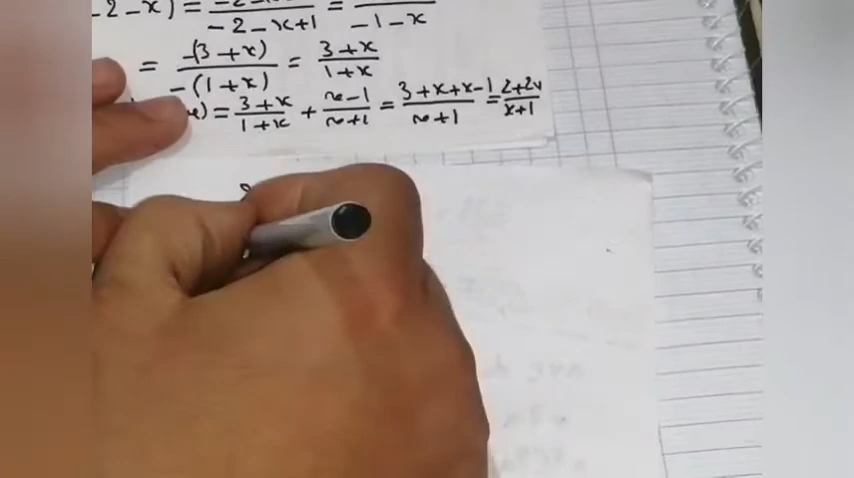 -2-x) = =
-2-x+1 -1-x
= -(3+x) / -(1+x) = 3+x / 1+x
) = 3+x / 1+x + x-1 / x+1 = 3+x+x-1 / x+1 = 2+2x / x+1